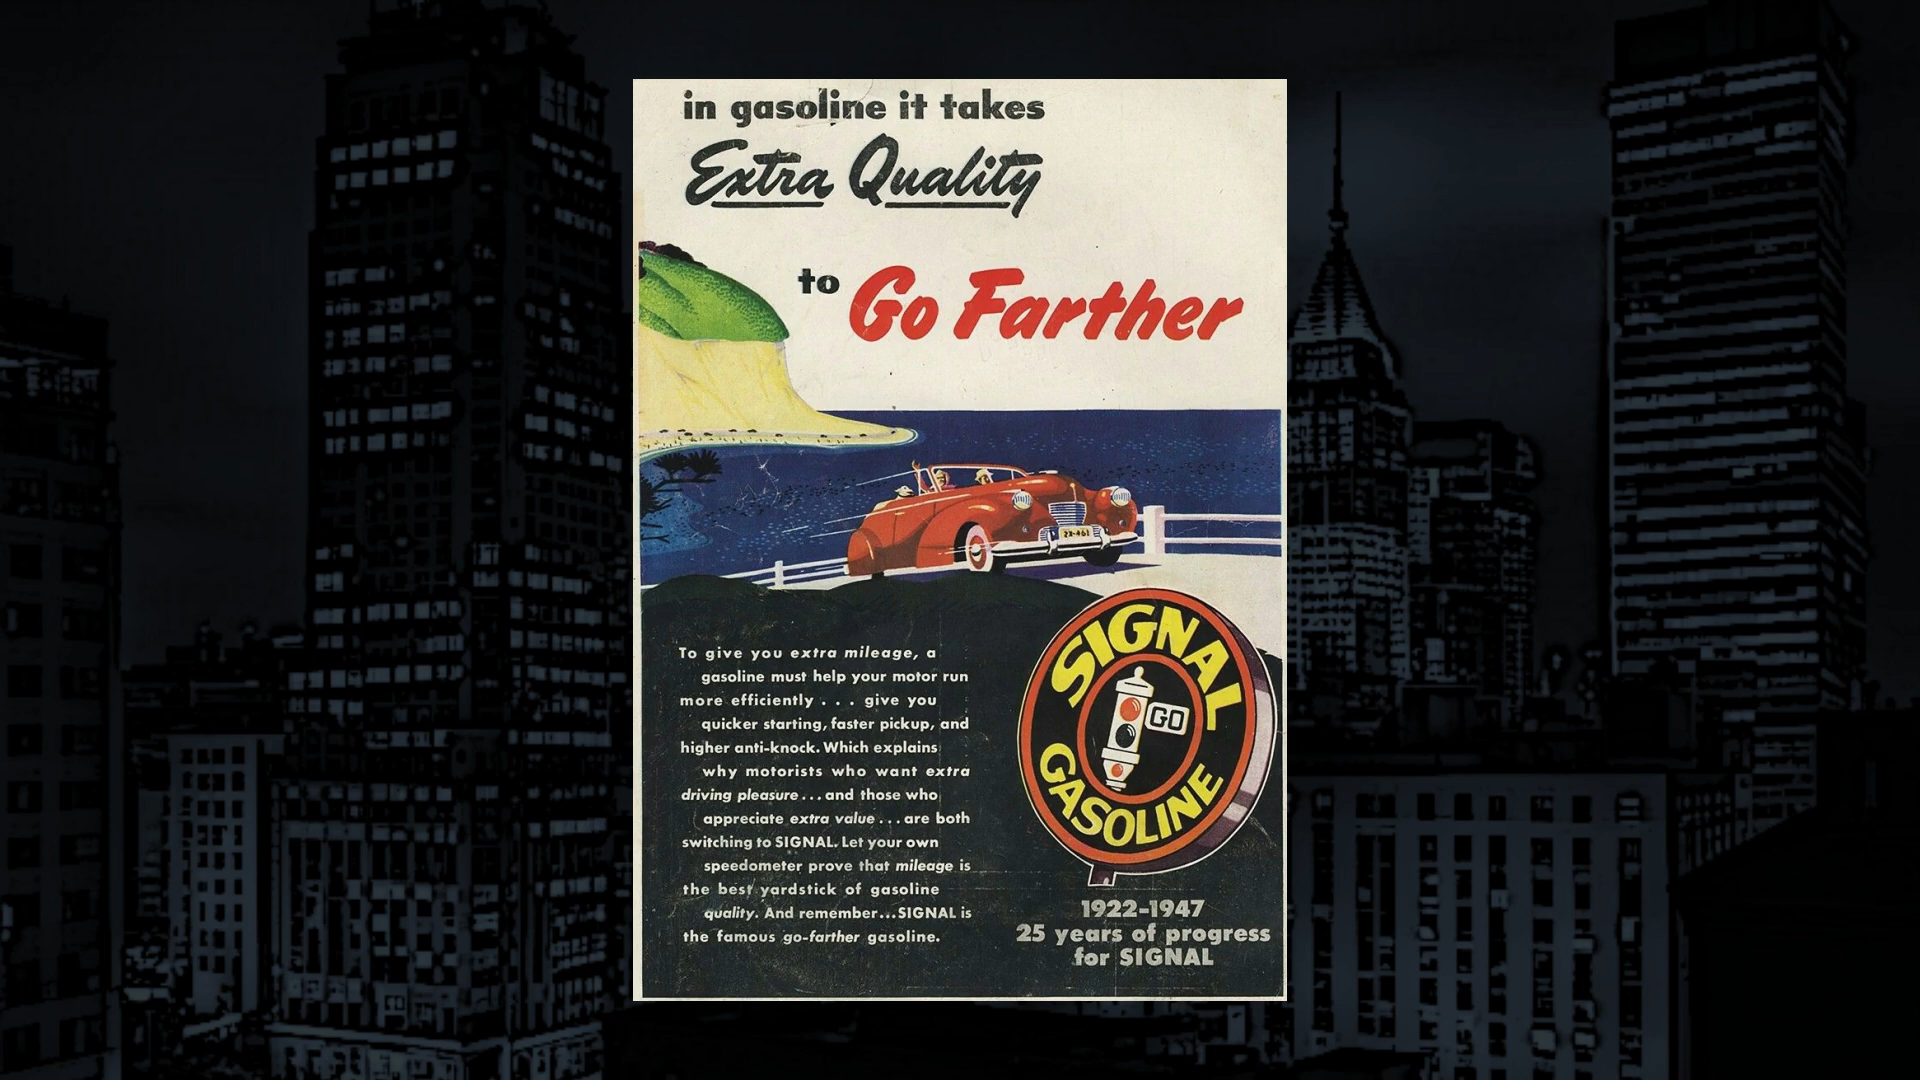 in gasoline it takes
Extra Quality
to Go Farther
2X-461
To give you extra mileage, a
gasoline must help your motor run
more efficiently . . . give you
quicker starting, faster pickup, and
higher anti-knock. Which explains
why motorists who want extra
driving pleasure . . . and those who
appreciate extra value . . . are both
switching to SIGNAL. Let your own
speedometer prove that mileage is
the best yardstick of gasoline
quality. And remember...SIGNAL is
the famous go-farther gasoline.
SIGNAL
GO
GASOLINE
1922-1947
25 years of progress
for SIGNAL